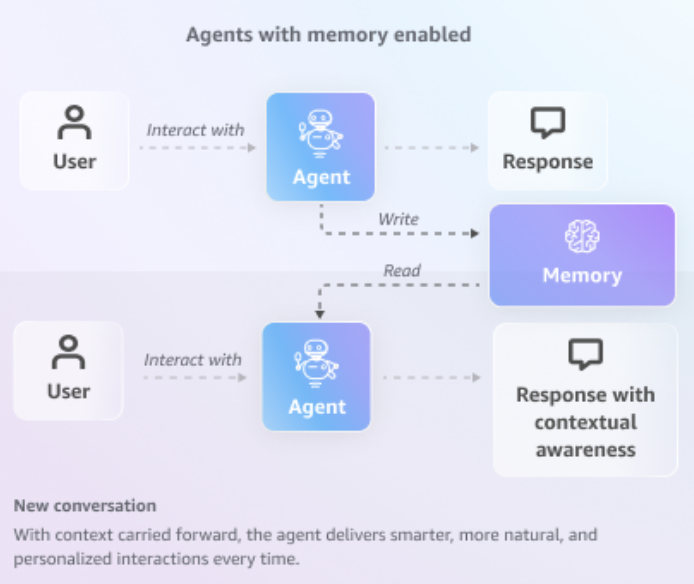 Agents with memory enabled
Interact with
User
Agent
Response
Write
Memory
Read
Interact with
User
Agent
Response with
contextual
awareness
New conversation
With context carried forward, the agent delivers smarter, more natural, and
personalized interactions every time.